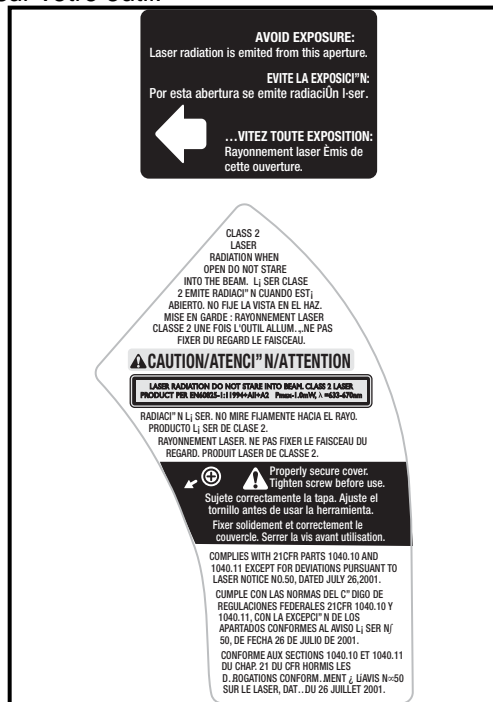 AVOID EXPOSURE:
Laser radiation is emited from this aperture.
EVITE LA EXPOSICI"N:
Por esta abertura se emite radiaciÛn l·ser.
...VITEZ TOUTE EXPOSITION:
Rayonnement laser Èmis de
cette ouverture.
CLASS 2
LASER
RADIATION WHEN
OPEN DO NOT STARE
INTO THE BEAM. L¡ SER CLASE
2 EMITE RADIACI" N CUANDO EST¡
ABIERTO. NO FIJE LA VISTA EN EL HAZ.
MISE EN GARDE : RAYONNEMENT LASER
CLASSE 2 UNE FOIS L'OUTIL ALLUM..,NE PAS
FIXER DU REGARD LE FAISCEAU.
CAUTION/ATENCI" N/ATTENTION
LASER RADIATION DO NOT STARE INTO BEAM. CLASS 2 LASER
PRODUCT PER EN60825-1:11994+AII+A2 Pmax-1.0mW, λ =633-670nm
RADIACI" N L¡ SER. NO MIRE FIJAMENTE HACIA EL RAYO.
PRODUCTO L¡ SER DE CLASE 2.
RAYONNEMENT LASER. NE PAS FIXER LE FAISCEAU DU
REGARD. PRODUIT LASER DE CLASSE 2.
Properly secure cover.
Tighten screw before use.
Sujete correctamente la tapa. Ajuste el
tornillo antes de usar la herramienta.
Fixer solidement et correctement le
couvercle. Serrer la vis avant utilisation.
COMPLIES WITH 21CFR PARTS 1040.10 AND
1040.11 EXCEPT FOR DEVIATIONS PURSUANT TO
LASER NOTICE NO.50, DATED JULY 26,2001.
CUMPLE CON LAS NORMAS DEL C" DIGO DE
REGULACIONES FEDERALES 21CFR 1040.10 Y
1040.11, CON LA EXCEPCI" N DE LOS
APARTADOS CONFORMES AL AVISO L¡ SER N∫
50, DE FECHA 26 DE JULIO DE 2001.
CONFORME AUX SECTIONS 1040.10 ET 1040.11
DU CHAP. 21 DU CFR HORMIS LES
D..ROGATIONS CONFORM..MENT ¿ LíAVIS N∞50
SUR LE LASER, DAT..DU 26 JUILLET 2001.